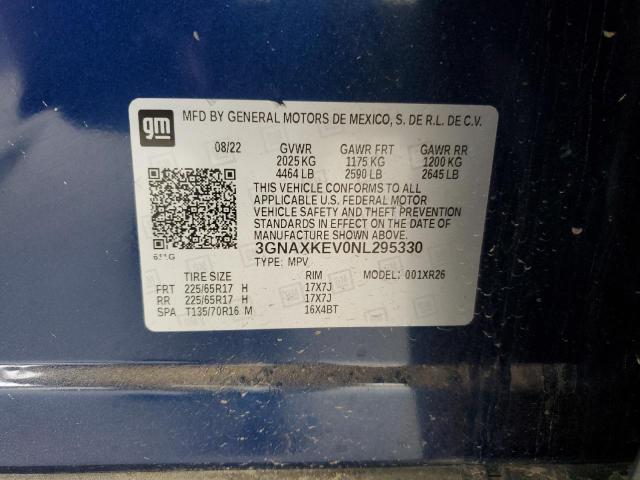 gm
MFD BY GENERAL MOTORS DE MEXICO, S. DE R.L. DE C.V.
08/22 GVWR GAWR FRT GAWR RR
2025 KG 1175 KG 1200 KG
4464 LB 2590 LB 2645 LB
THIS VEHICLE CONFORMS TO ALL
APPLICABLE U.S. FEDERAL MOTOR
VEHICLE SAFETY AND THEFT PREVENTION
STANDARDS IN EFFECT ON THE DATE OF
MANUFACTURE SHOWN ABOVE.
3GNAXKEV0NL295330
TYPE: MPV
TIRE SIZE RIM MODEL: 001XR26
FRT 225/65R17 H 17X7J
RR 225/65R17 H 17X7J
SPA T135/70R16 M 16X4BT